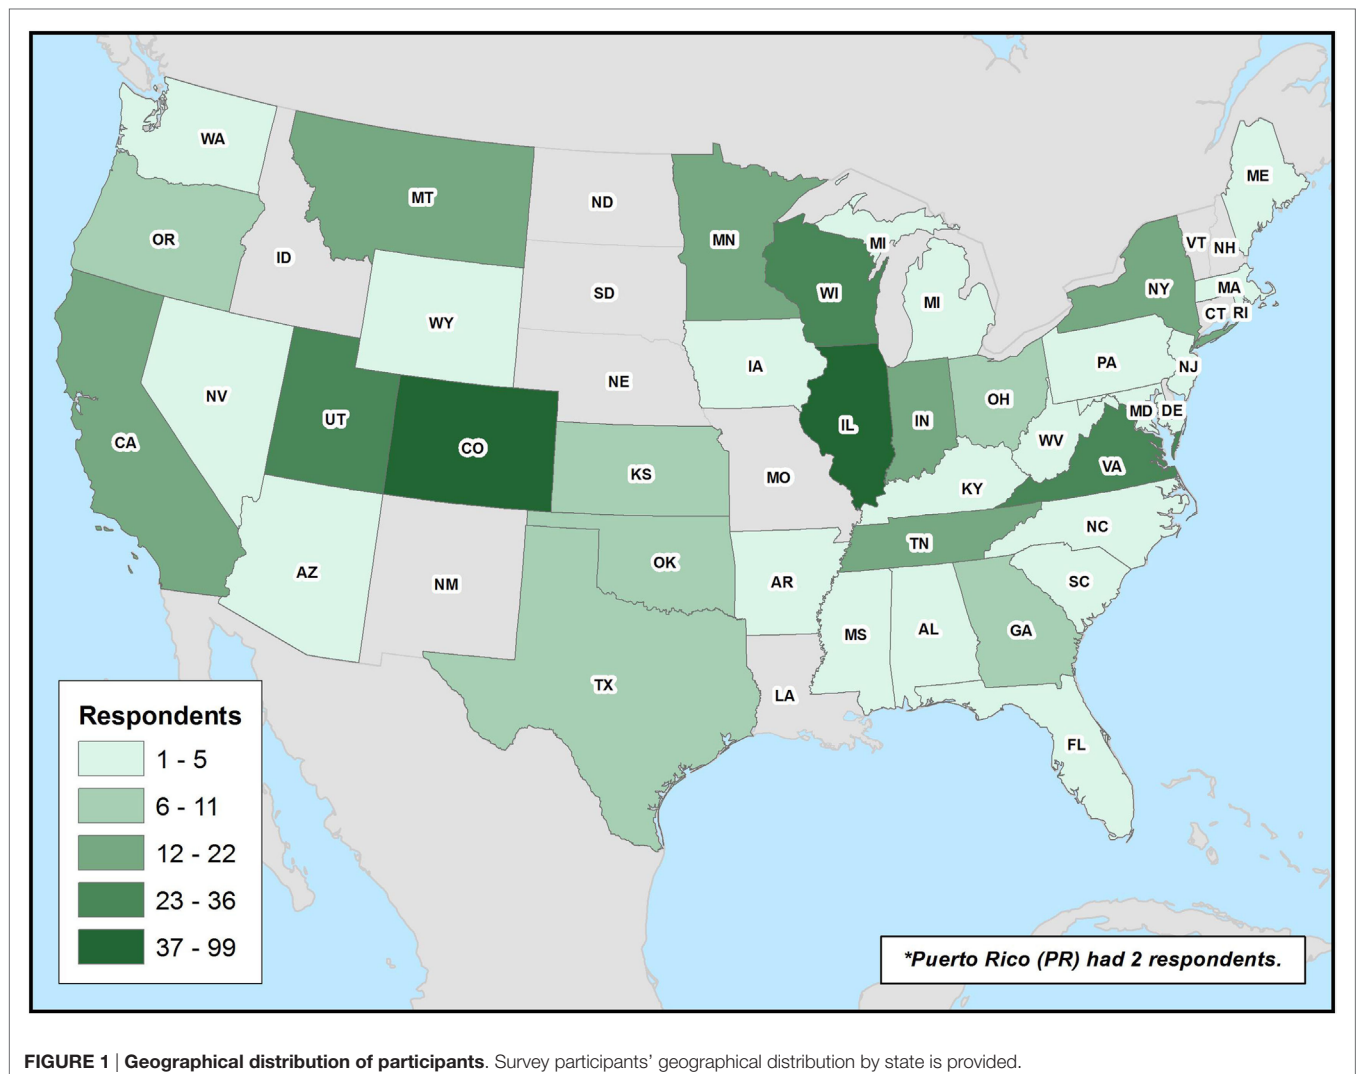 WA
MT
ND
ME
OR
ID
MN
MI
VT
NH
SD
WI
NY
MA
WY
MI
CT
RI
IA
PA
NJ
NV
NE
OH
UT
IL
IN
MD
DE
CA
CO
WV
KS
MO
KY
VA
NC
TN
OK
AZ
NM
AR
SC
MS
AL
GA
TX
LA
FL
Respondents
1 - 5
6 - 11
12 - 22
23 - 36
37 - 99
*Puerto Rico (PR) had 2 respondents.
FIGURE 1 | Geographical distribution of participants. Survey participants’ geographical distribution by state is provided.